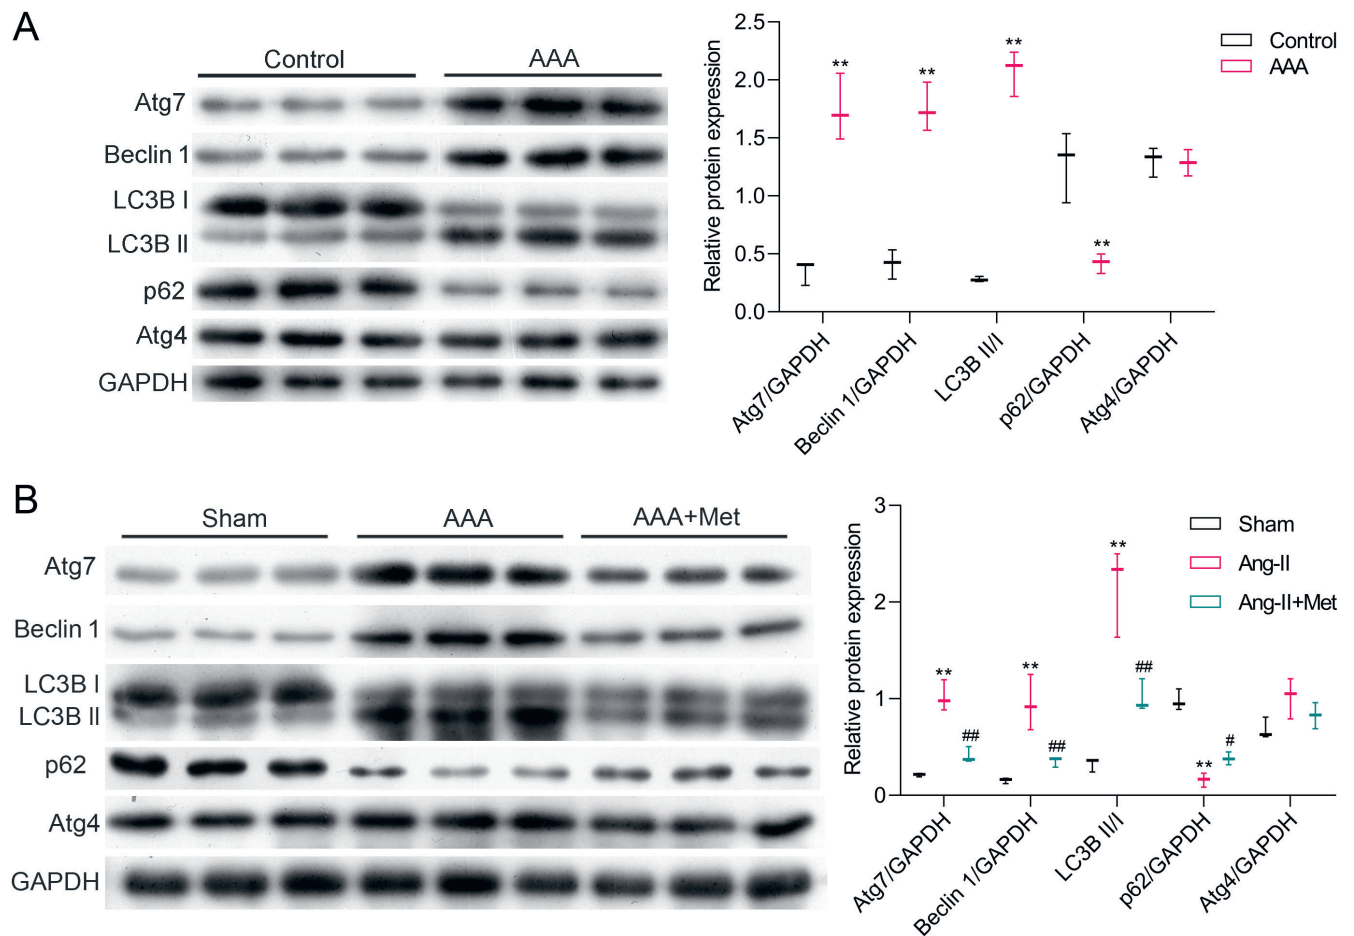 A
Control AAA
Atg7
Beclin 1
LC3B I
LC3B II
p62
Atg4
GAPDH
Relative protein expression
2.5
2.0
1.5
1.0
0.5
0.0
** ** ** **
Atg7/GAPDH
Beclin 1/GAPDH
LC3B II/I
p62/GAPDH
Atg4/GAPDH
Control
AAA
B
Sham AAA AAA+Met
Atg7
Beclin 1
LC3B I
LC3B II
p62
Atg4
GAPDH
Relative protein expression
3
2
1
0
** ## ** ## ** ## ** #
Atg7/GAPDH
Beclin 1/GAPDH
LC3B II/I
p62/GAPDH
Atg4/GAPDH
Sham
Ang-II
Ang-II+Met